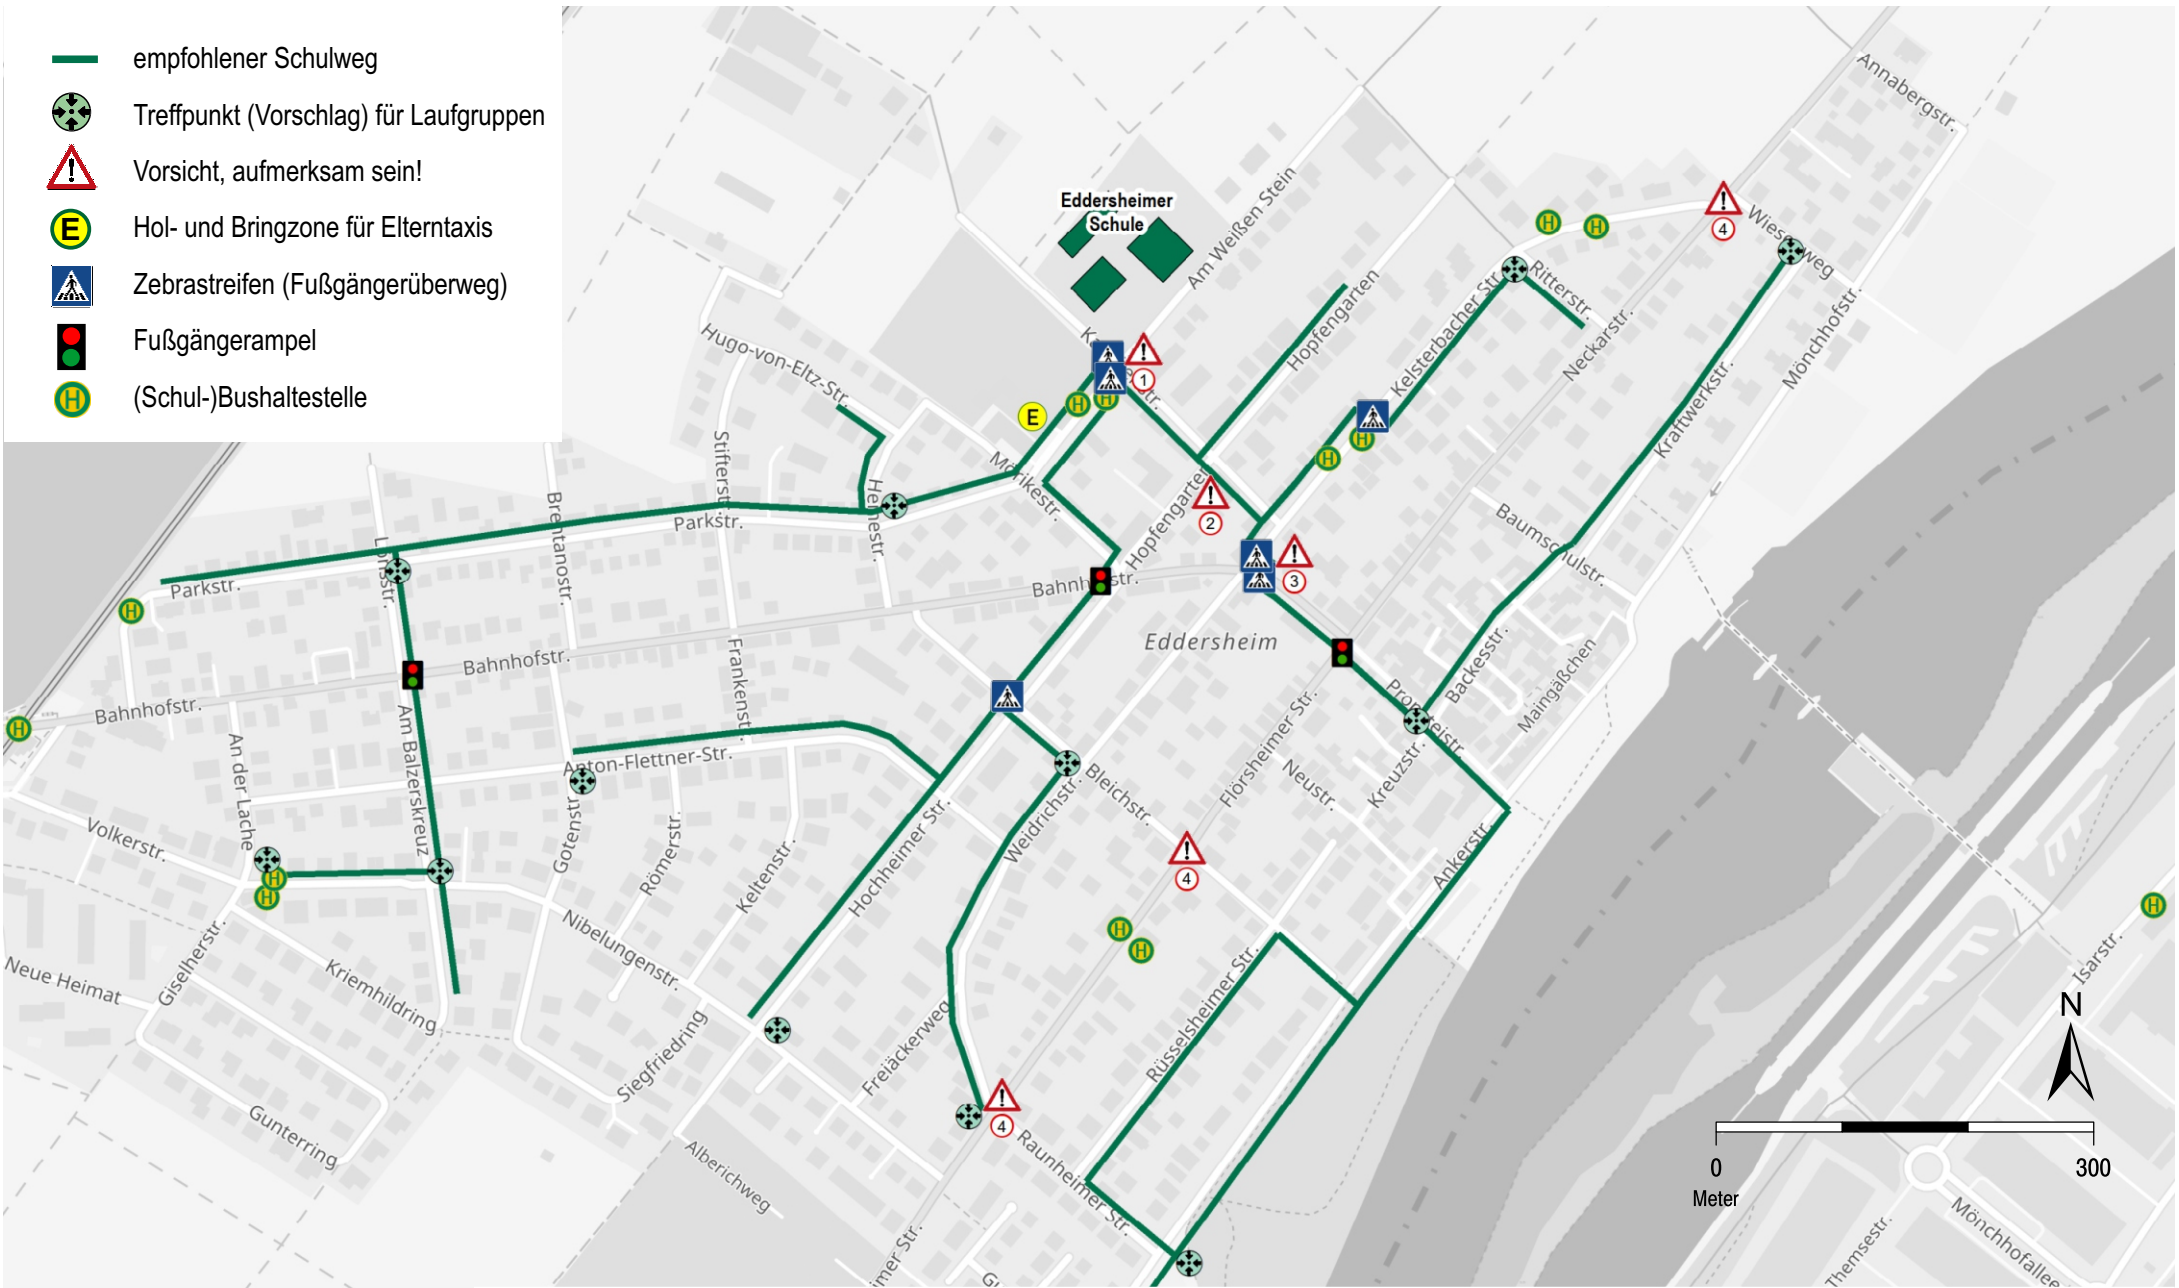 empfohlener Schulweg
Treffpunkt (Vorschlag) für Laufgruppen
Vorsicht, aufmerksam sein!
E
Hol- und Bringzone für Elterntaxis
Zebrastreifen (Fußgängerüberweg)
Fußgängerampel
H
(Schul-)Bushaltestelle
Annabergstr.
Eddersheimer
Schule
Am Weißen Stein
4
Wiesenweg
H
H
Ritterstr.
Hopfengarten
Kelsterbacher Str.
Neckarstr.
Mönchhofstr.
Hugo-von-Eltz-Str.
1
E
H
H
Kraftwerkstr.
Stifterstr.
Mörikestr.
H
H
Brentanostr.
Parkstr.
Hopfengarten
2
Baumschulstr.
Parkstr.
Bahnhofstr.
3
H
Eddersheim
Bahnhofstr.
Frankenstr.
Backesstr.
Maingäßchen
Bahnhofstr.
H
An der Lache
Am Balzerskreuz
Anton-Flettner-Str.
Flörsheimer Str.
Bleichstr.
Neustr.
Kreuzstr.
Volkerstr.
Gotenstr.
Römerstr.
Keltenstr.
Hochheimer Str.
Weidrichstr.
Ankerstr.
4
H
H
H
H
H
Nibelungenstr.
Neue Heimat
Giselherstr.
Kriemhildring
Rüsselsheimer Str.
Isarstr.
N
Siegfriedring
Freiäckerweg
Gunterring
4
Raunheimer Str.
Alberichweg
0
300
Meter
Mönchhofallee
Themsestr.
imer Str.